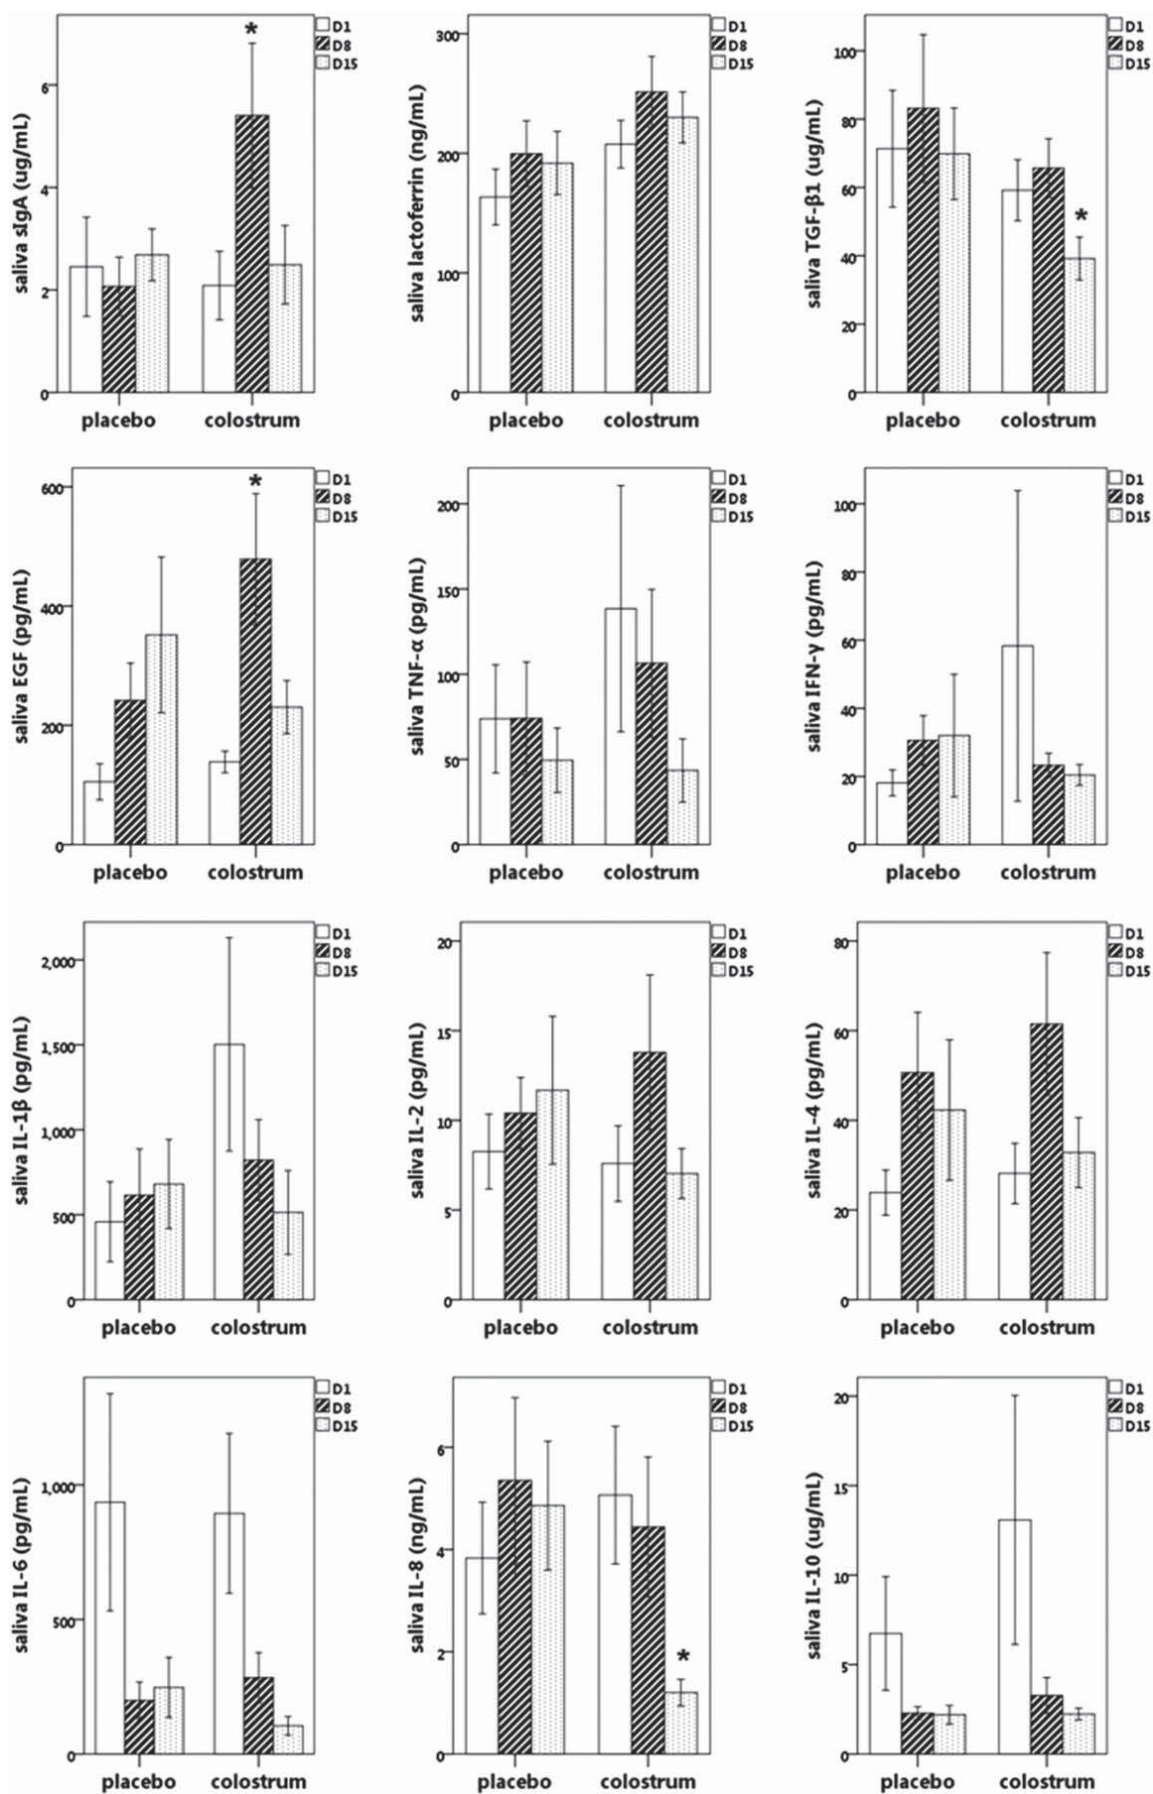 *
D1
D8
D15
saliva sIgA (ug/mL)
6
4
2
0
placebo colostrum
D1
D8
D15
saliva lactoferrin (ng/mL)
300
200
100
0
placebo colostrum
D1
D8
D15
saliva TGF-β1 (ug/mL)
100
80
60
40
20
0
*
placebo colostrum
*
D1
D8
D15
saliva EGF (pg/mL)
600
400
200
0
placebo colostrum
D1
D8
D15
saliva TNF-α (pg/mL)
200
150
100
50
0
placebo colostrum
D1
D8
D15
saliva IFN-γ (pg/mL)
100
80
60
40
20
0
placebo colostrum
D1
D8
D15
saliva IL-1β (pg/mL)
2,000
1,500
1,000
500
0
placebo colostrum
D1
D8
D15
saliva IL-2 (pg/mL)
20
15
10
5
0
placebo colostrum
D1
D8
D15
saliva IL-4 (pg/mL)
80
60
40
20
0
placebo colostrum
D1
D8
D15
saliva IL-6 (pg/mL)
1,000
500
0
placebo colostrum
D1
D8
D15
saliva IL-8 (ng/mL)
6
4
2
0
*
placebo colostrum
D1
D8
D15
saliva IL-10 (ug/mL)
20
15
10
5
0
placebo colostrum